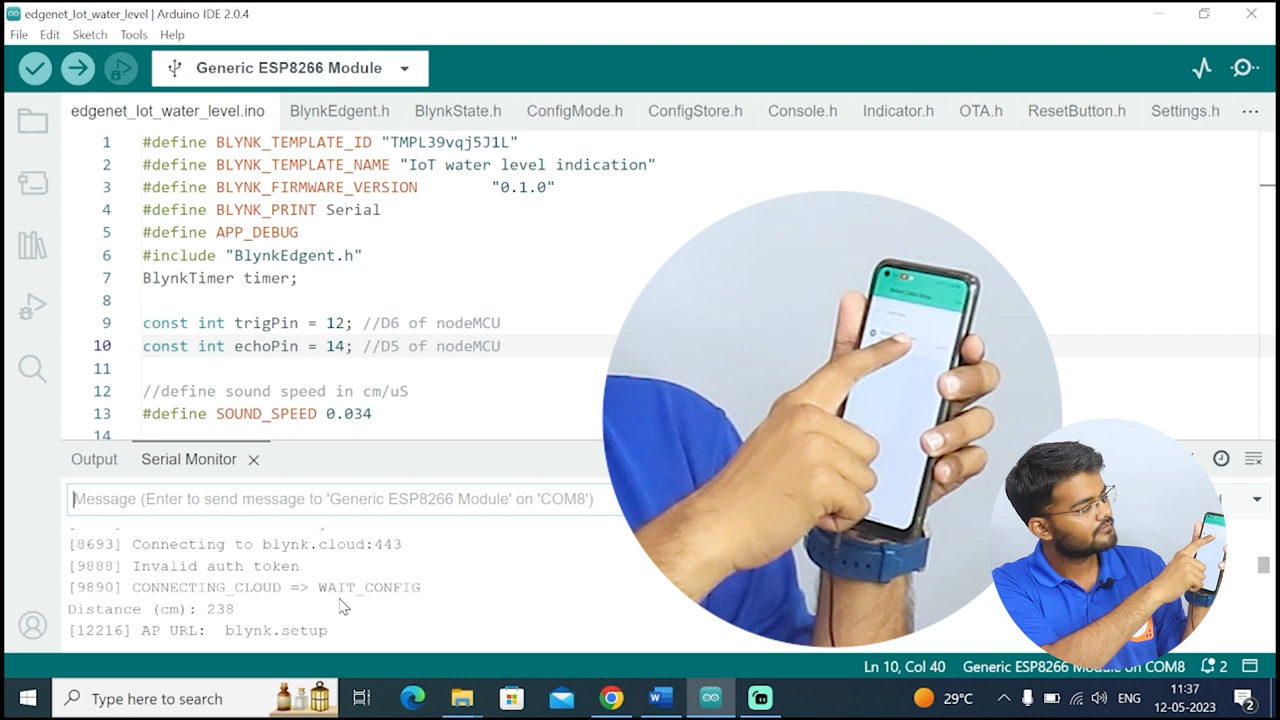 edgenet_Iot_water_level | Arduino IDE 2.0.4
File Edit Sketch Tools Help
Generic ESP8266 Module
edgenet_Iot_water_level.ino BlynkEdgent.h BlynkState.h ConfigMode.h ConfigStore.h Console.h Indicator.h OTA.h ResetButton.h Settings.h ...
1 #define BLYNK_TEMPLATE_ID "TMPL39vqj5J1L"
2 #define BLYNK_TEMPLATE_NAME "IoT water level indication"
3 #define BLYNK_FIRMWARE_VERSION "0.1.0"
4 #define BLYNK_PRINT Serial
5 #define APP_DEBUG
6 #include "BlynkEdgent.h"
7 BlynkTimer timer;
8
9 const int trigPin = 12; //D6 of nodeMCU
10 const int echoPin = 14; //D5 of nodeMCU
11
12 //define sound speed in cm/uS
13 #define SOUND_SPEED 0.034
14
Output Serial Monitor
Message (Enter to send message to 'Generic ESP8266 Module' on 'COM8')
[8693] Connecting to blynk.cloud:443
[9888] Invalid auth token
[9890] CONNECTING_CLOUD => WAIT_CONFIG
Distance (cm): 238
[12216] AP URL: blynk.setup
Ln 10, Col 40 Generic ESP8266 Module on COM8 2
Type here to search 29°C ENG 11:37
12-05-2023 2